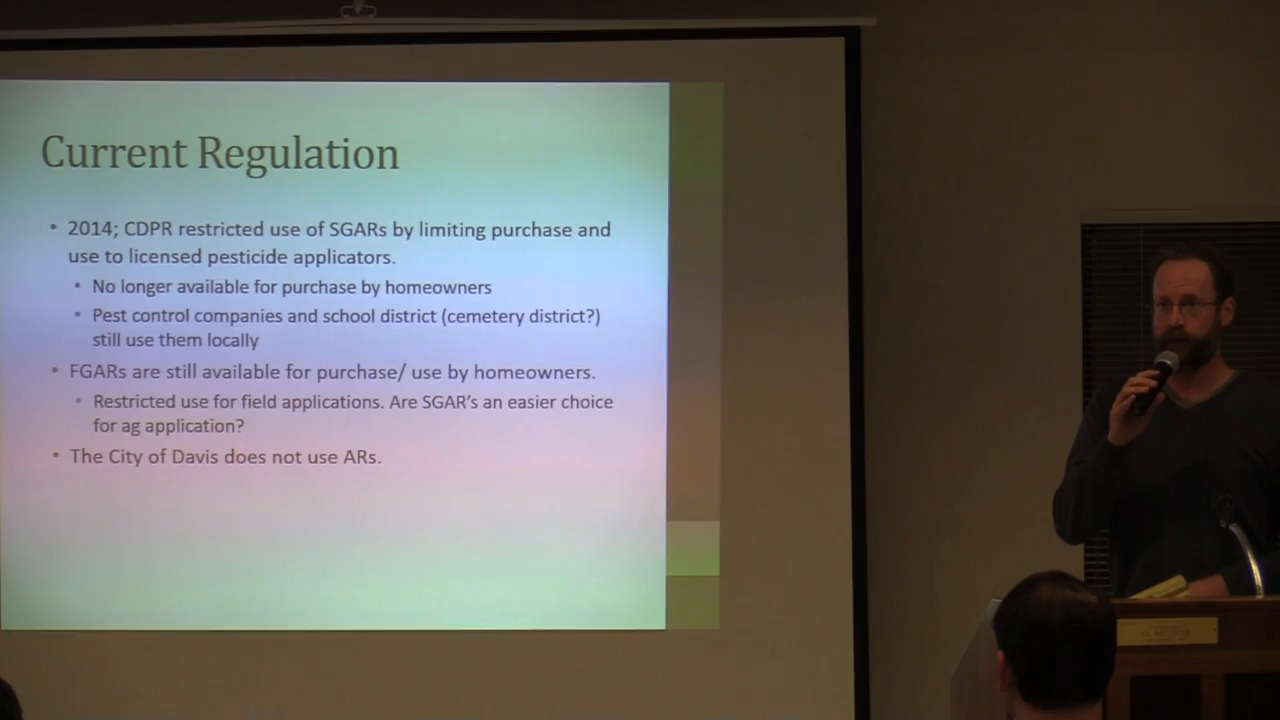 Current Regulation
• 2014; CDPR restricted use of SGARs by limiting purchase and
use to licensed pesticide applicators.
• No longer available for purchase by homeowners
• Pest control companies and school district (cemetery district?)
still use them locally
• FGARs are still available for purchase/ use by homeowners.
• Restricted use for field applications. Are SGAR's an easier choice
for ag application?
• The City of Davis does not use ARs.